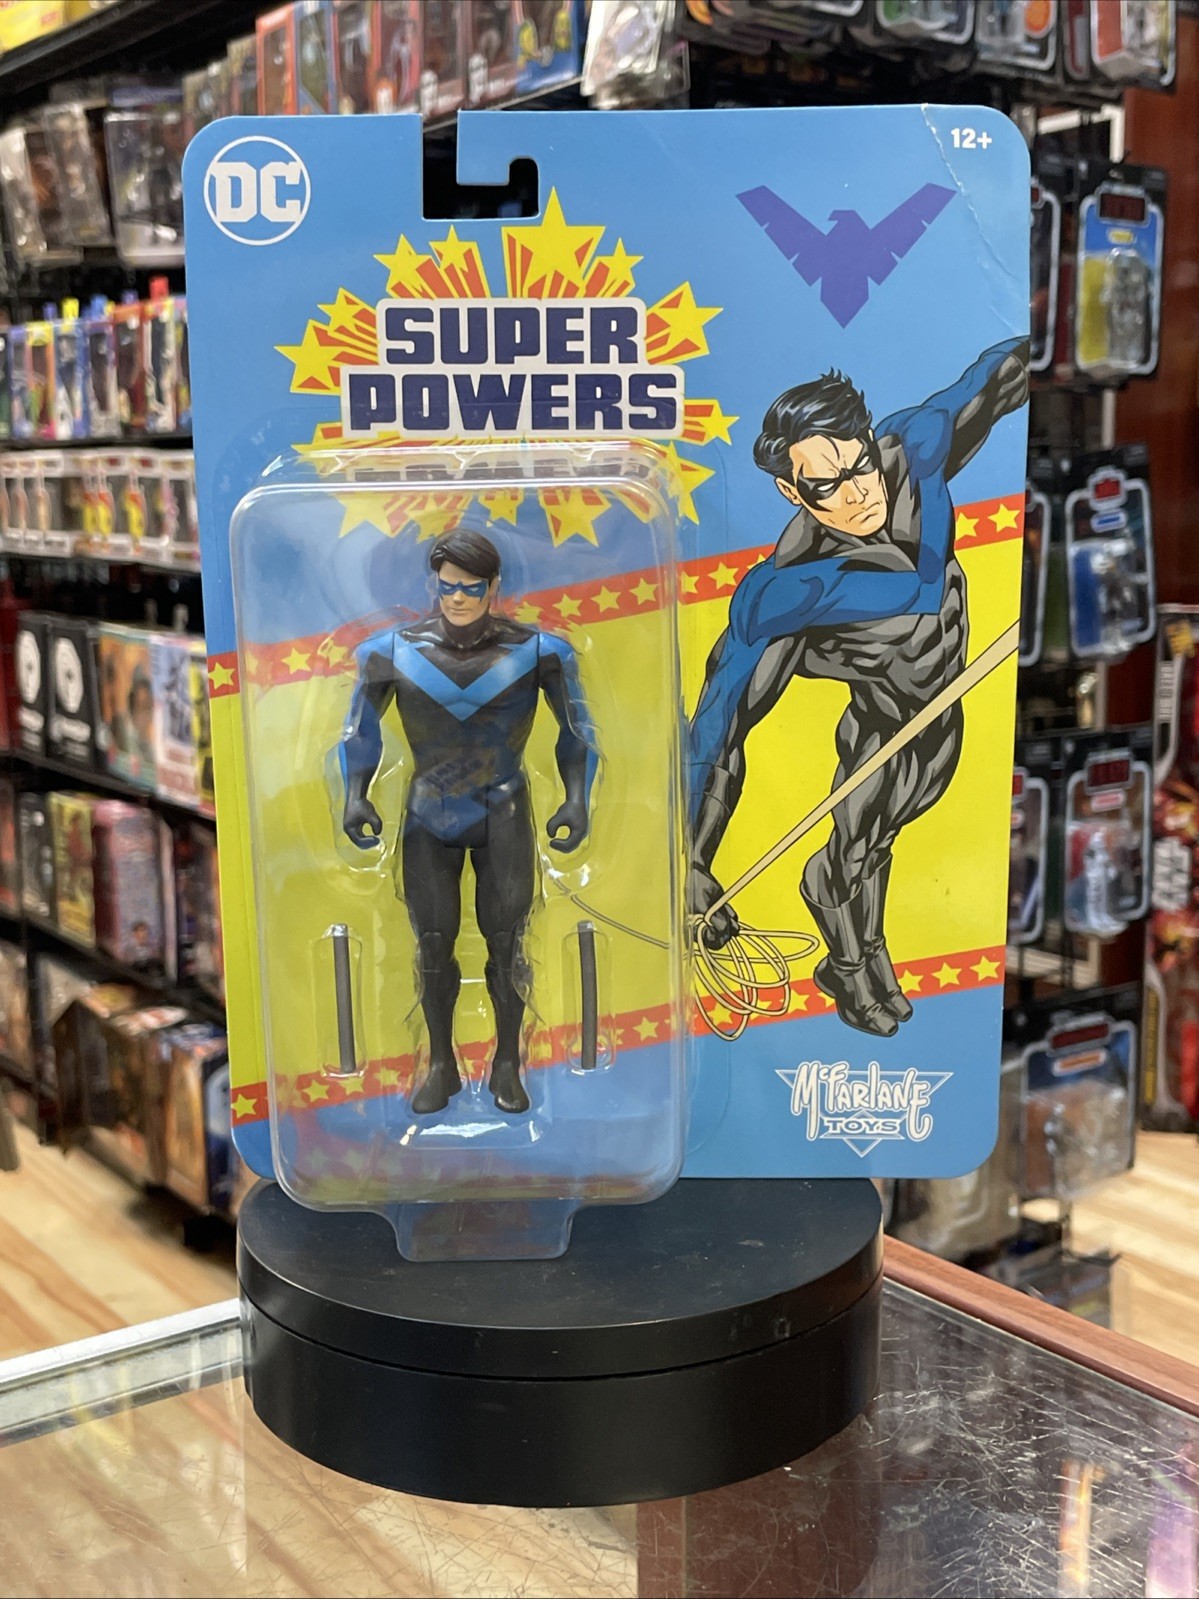 DC
12+
SUPER
POWERS
McFARLANE
TOYS